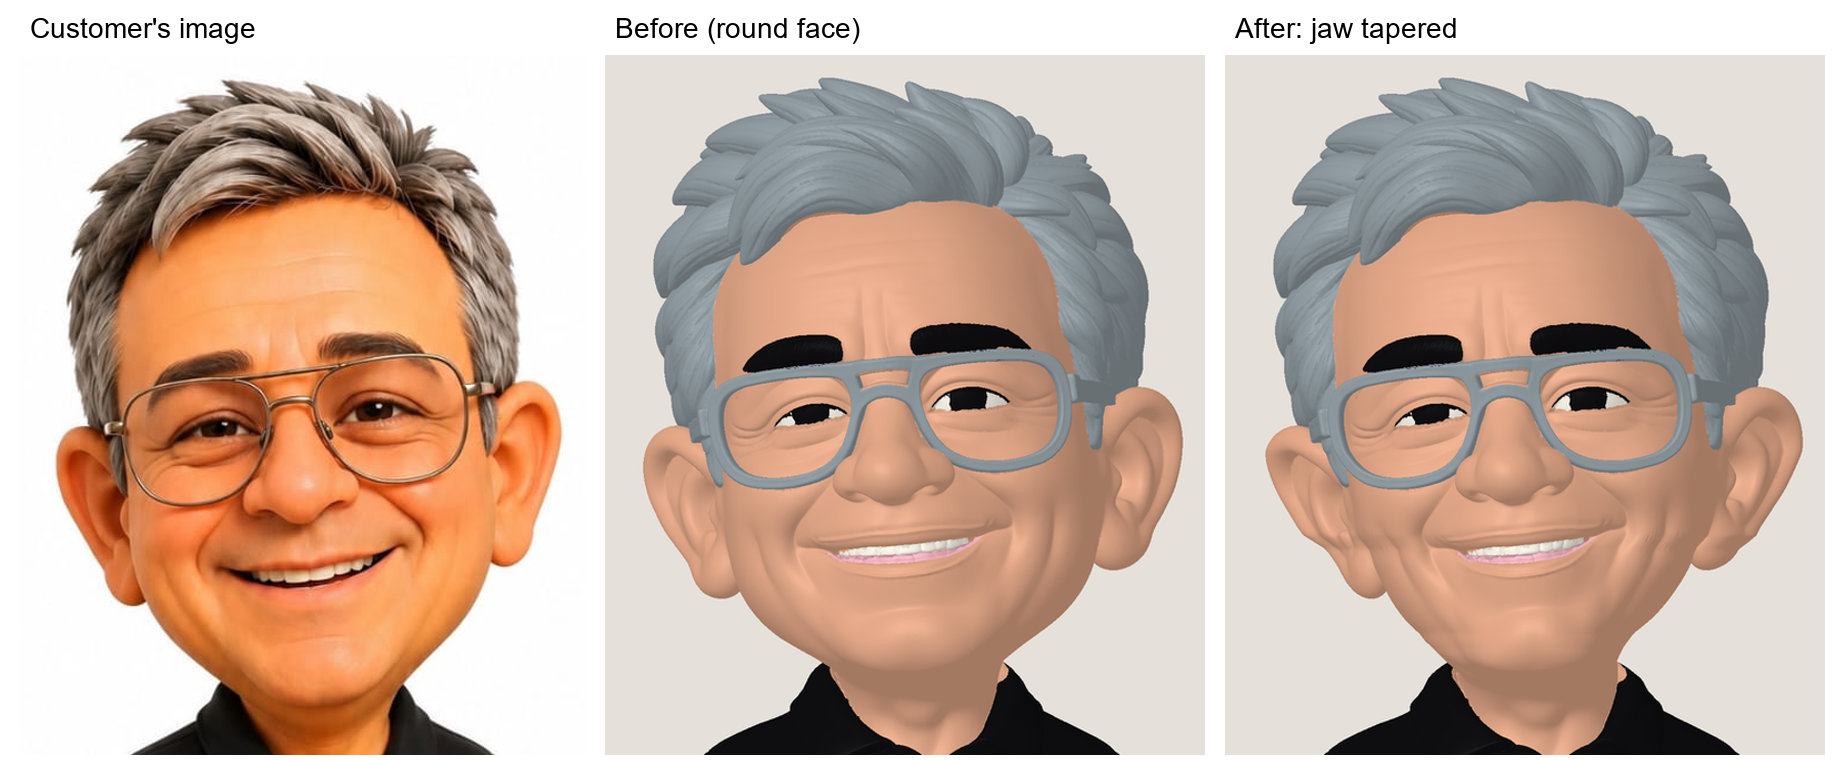 Customer's image
Before (round face)
After: jaw tapered